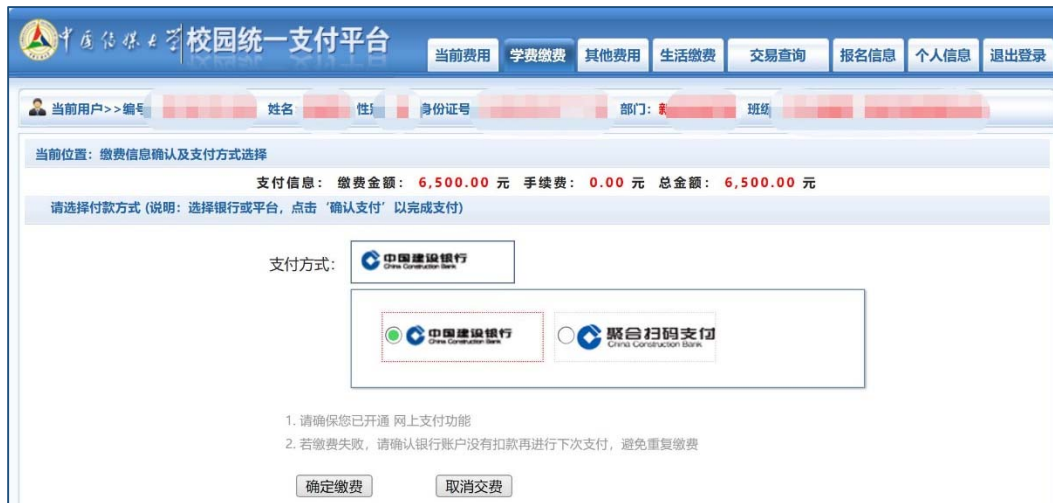 中国传媒大学 校园统一支付平台
当前费用 学费缴费 其他费用 生活缴费 交易查询 报名信息 个人信息 退出登录
当前用户>>编号 姓名 性 身份证号 部门: 班级
当前位置：缴费信息确认及支付方式选择
支付信息： 缴费金额： 6,500.00 元 手续费： 0.00 元 总金额： 6,500.00 元
请选择付款方式 (说明：选择银行或平台，点击‘确认支付’以完成支付)
支付方式： 中国建设银行
China Construction Bank
中国建设银行 聚合扫码支付
China Construction Bank China Construction Bank
1. 请确保您已开通 网上支付功能
2. 若缴费失败，请确认银行账户没有扣款再进行下次支付，避免重复缴费
确定缴费 取消交费